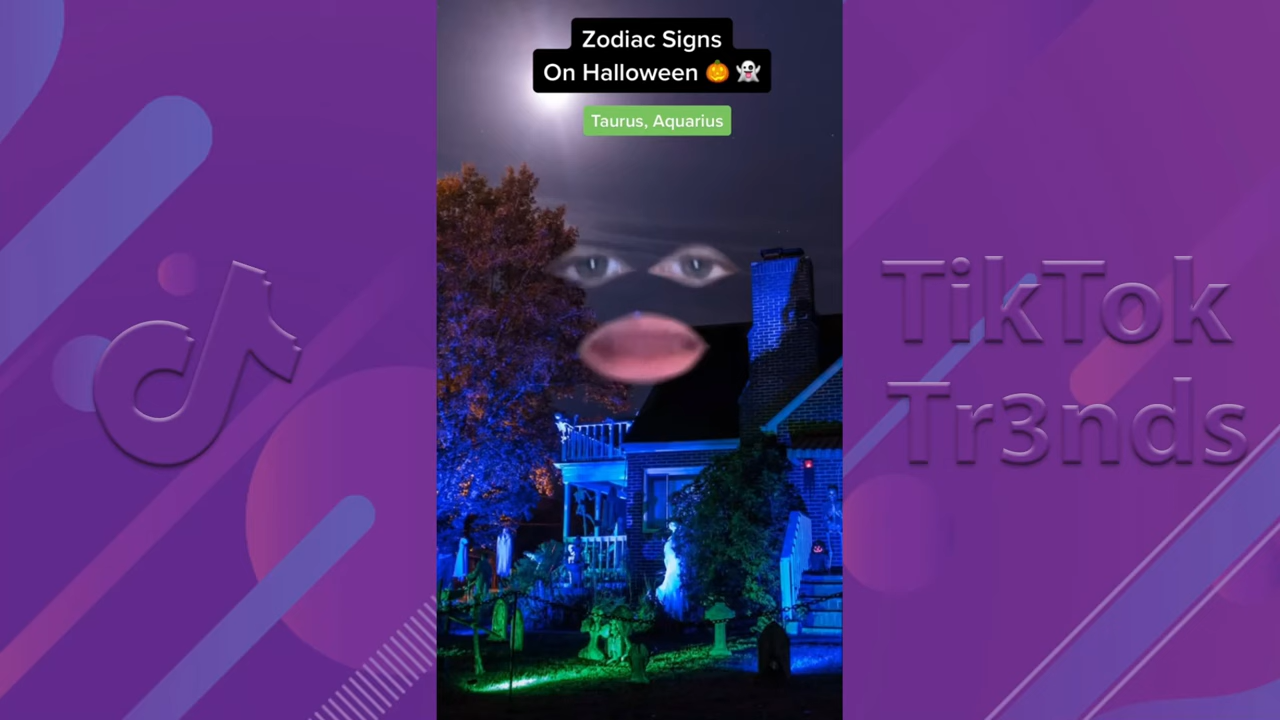 Zodiac Signs
On Halloween 🎃 👻
Taurus, Aquarius
TikTok
Tr3nds